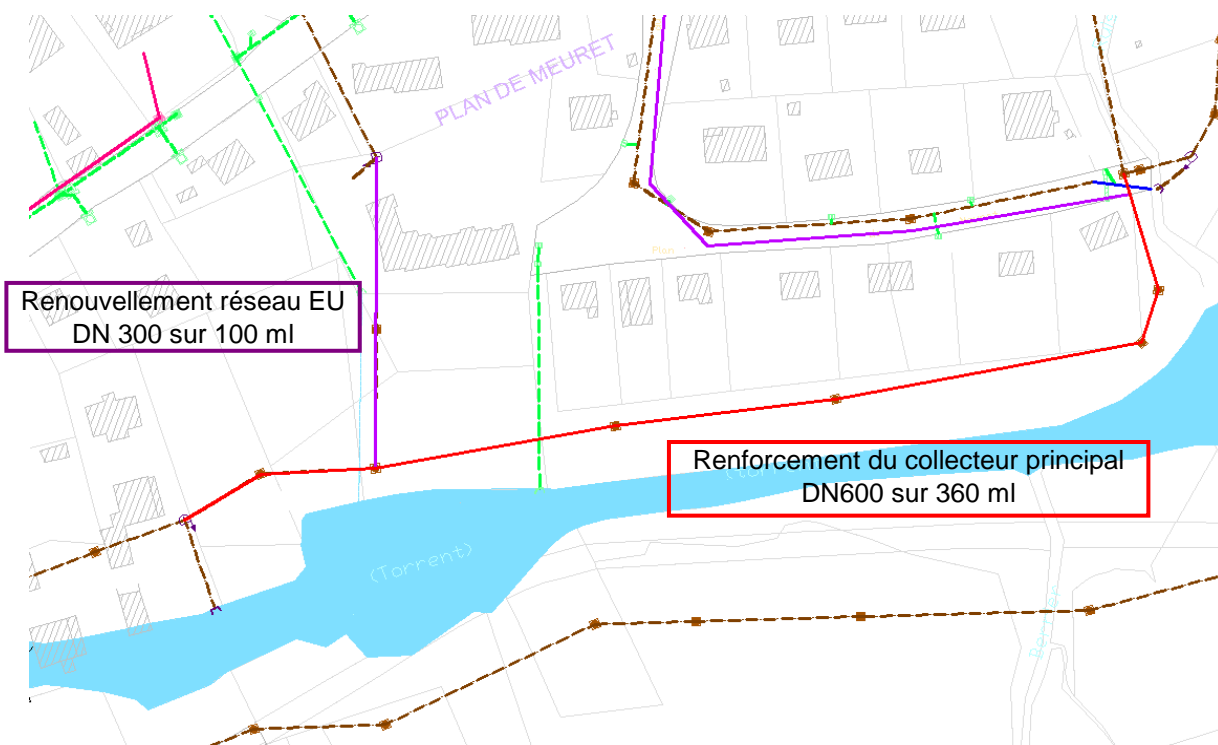 PLAN DE MEURET
Plan
Renouvellement réseau EU
DN 300 sur 100 ml
Renforcement du collecteur principal
DN600 sur 360 ml
(Torrent)